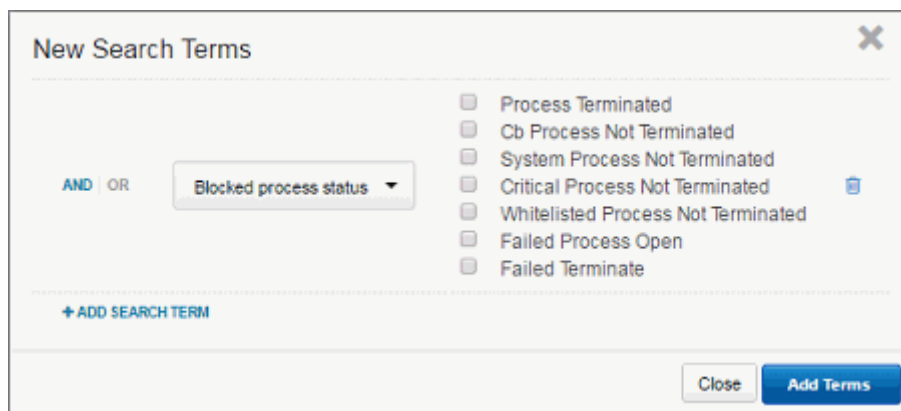 New Search Terms
Process Terminated
Cb Process Not Terminated
System Process Not Terminated
AND | OR Blocked process status Critical Process Not Terminated
Whitelisted Process Not Terminated
Failed Process Open
Failed Terminate
+ ADD SEARCH TERM
Close Add Terms